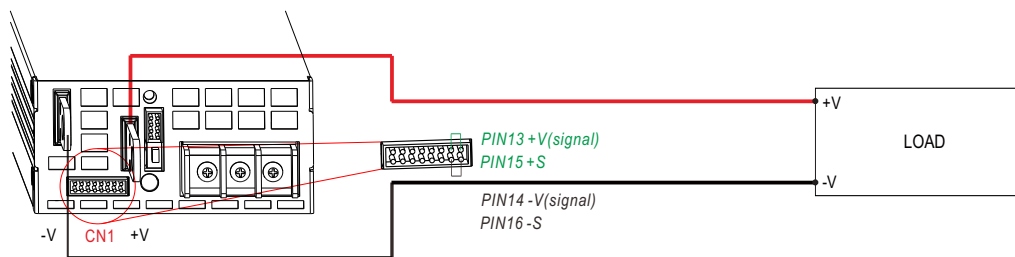 +V
LOAD
PIN13 +V(signal)
PIN15 +S
-V
PIN14 -V(signal)
PIN16 -S
-V
CN1
+V